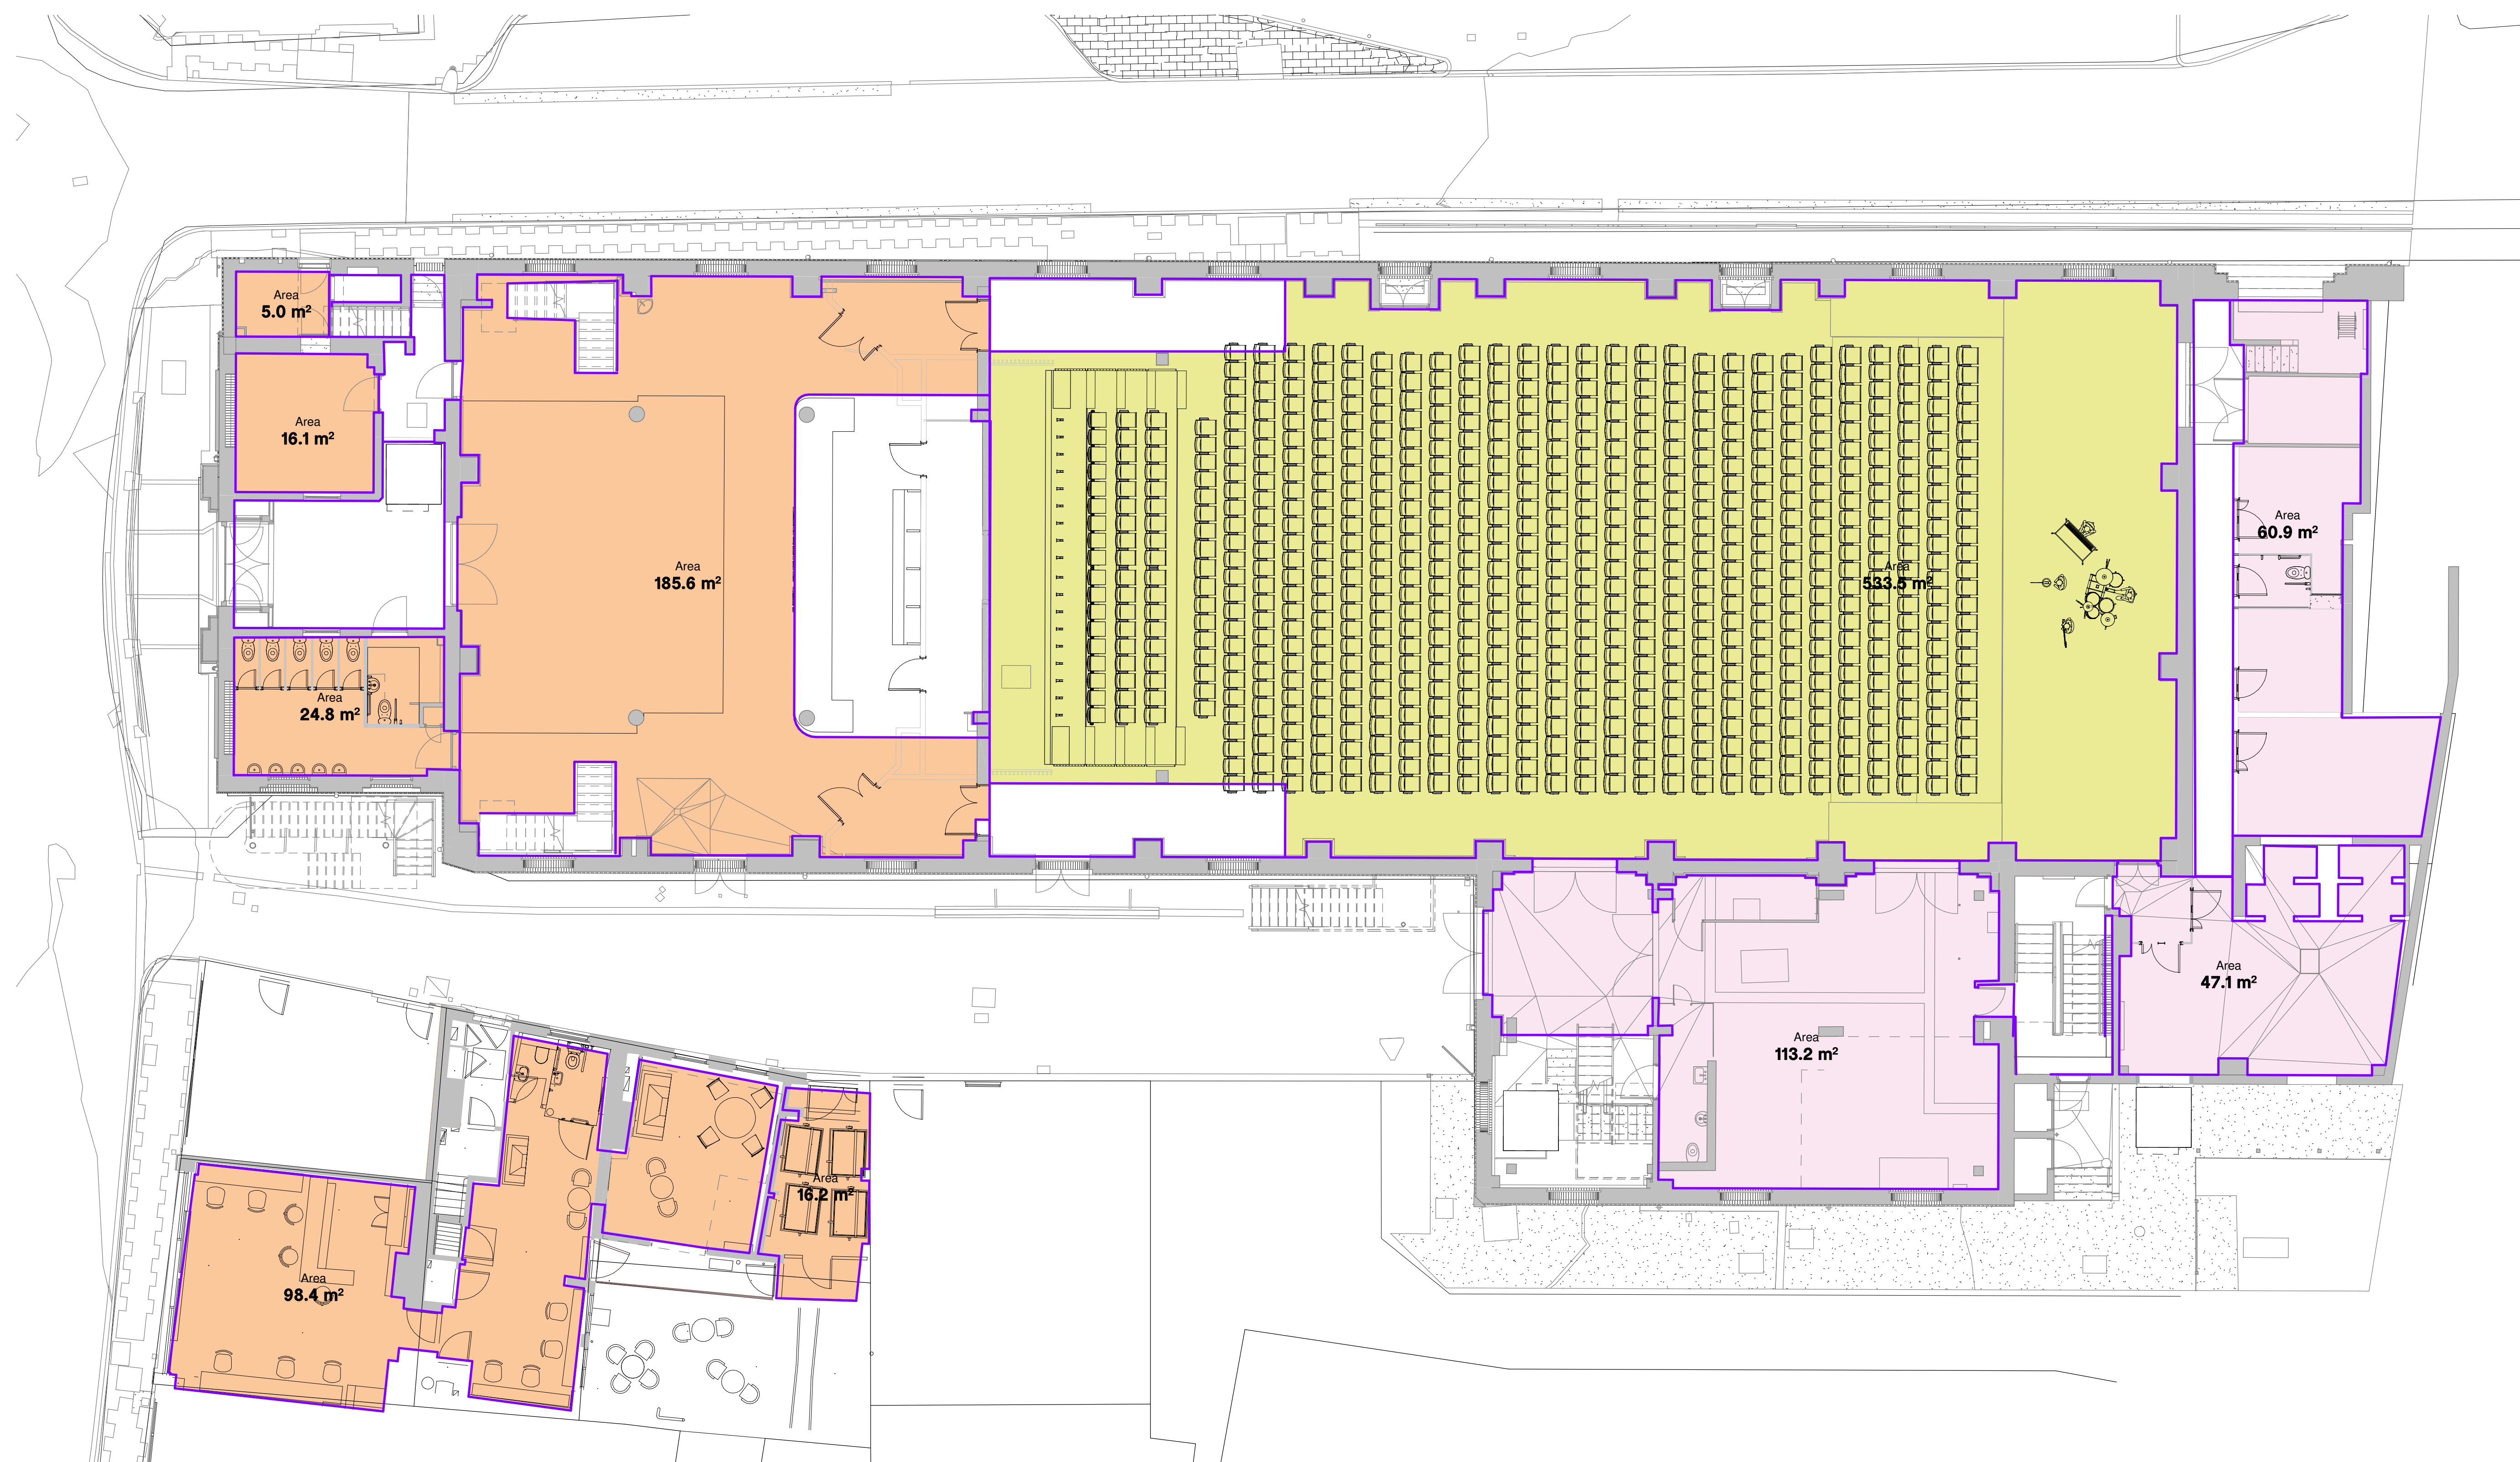 Area
5.0 m²
Area
16.1 m²
Area
24.8 m²
Area
185.6 m²
Area
533.5 m²
Area
60.9 m²
Area
47.1 m²
Area
113.2 m²
Area
16.2 m²
Area
98.4 m²